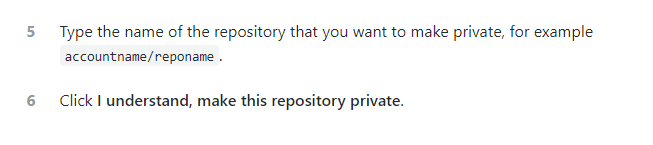 5 Type the name of the repository that you want to make private, for example
accountname/reponame .
6 Click I understand, make this repository private.